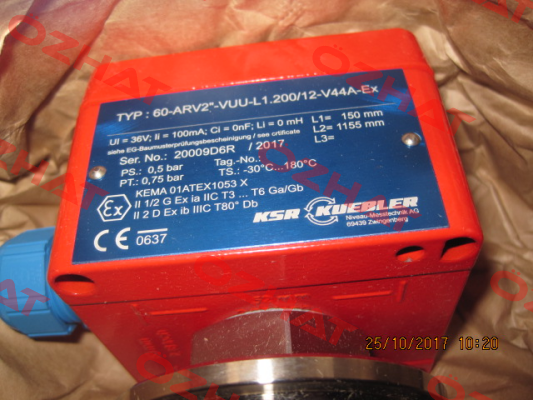 TYP : 60-ARV2"-VUU-L1.200/12-V44A-Ex
UI = 36V; Ii = 100mA; Ci = 0nF; Li = 0 mH
siehe EG-Baumusterprüfungsbescheinigung / see certificate
L1= 150 mm
L2= 1155 mm
L3=
Ser. No.: 20009D6R / 2017
PS.: 0,5 bar Tag.-No.:
PT.: 0,75 bar TS.: -30°C...180°C
KEMA 01ATEX1053 X
Ex II 1/2 G Ex ia IIC T3 ... T6 Ga/Gb
II 2 D Ex ib IIIC T80° Db
CE 0637
KSR KUEBLER
Niveau-Messtechnik AG
69439 Zwingenberg
25/10/2017 10:20
OZHAT